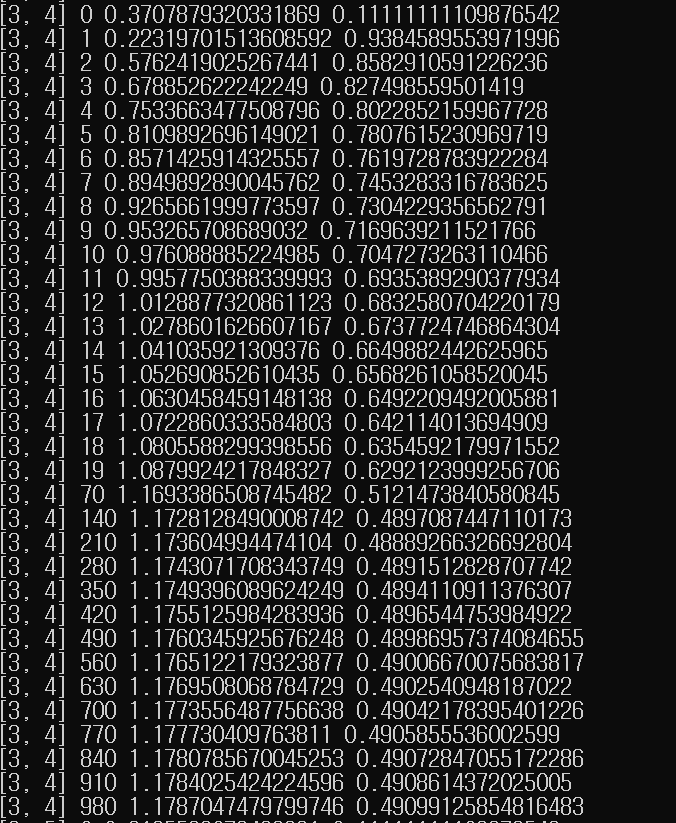 [3, 4] 0 0.3707879320331869 0.11111111109876542
[3, 4] 1 0.22319701513608592 0.9384589553971996
[3, 4] 2 0.5762419025267441 0.8582910591226236
[3, 4] 3 0.678852622242249 0.827498559501419
[3, 4] 4 0.7533663477508796 0.8022852159967728
[3, 4] 5 0.8109892696149021 0.7807615230969719
[3, 4] 6 0.8571425914325557 0.7619728783922284
[3, 4] 7 0.8949892890045762 0.7453283316783625
[3, 4] 8 0.9265661999773597 0.7304229356562791
[3, 4] 9 0.953265708689032 0.7169639211521766
[3, 4] 10 0.976088885224985 0.7047273263110466
[3, 4] 11 0.9957750388339993 0.6935389290377934
[3, 4] 12 1.0128877320861123 0.6832580704220179
[3, 4] 13 1.0278601626607167 0.6737724746864304
[3, 4] 14 1.041035921309376 0.6649882442625965
[3, 4] 15 1.052690852610435 0.6568261058520045
[3, 4] 16 1.0630458459148138 0.6492209492005881
[3, 4] 17 1.0722860333584803 0.642114013694909
[3, 4] 18 1.0805588299398556 0.6354592179971552
[3, 4] 19 1.0879924217848327 0.6292123999256706
[3, 4] 70 1.1693386508745482 0.5121473840580845
[3, 4] 140 1.1728128490008742 0.4897087447110173
[3, 4] 210 1.173604994474104 0.48889266326692804
[3, 4] 280 1.1743071708343749 0.4891512828707742
[3, 4] 350 1.1749396089624249 0.4894110911376307
[3, 4] 420 1.1755125984283936 0.4896544753984922
[3, 4] 490 1.1760345925676248 0.48986957374084655
[3, 4] 560 1.1765122179323877 0.49006670075683817
[3, 4] 630 1.1769508068784729 0.4902540948187022
[3, 4] 700 1.1773556487756638 0.49042178395401226
[3, 4] 770 1.177730409763811 0.4905855536002599
[3, 4] 840 1.1780785670045253 0.49072847055172286
[3, 4] 910 1.1784025424224596 0.4908614372025005
[3, 4] 980 1.1787047479799746 0.49099125854816483